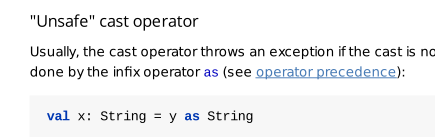 "Unsafe" cast operator
Usually, the cast operator throws an exception if the cast is
done by the infix operator as (see operator precedence):
val x: String = y as String